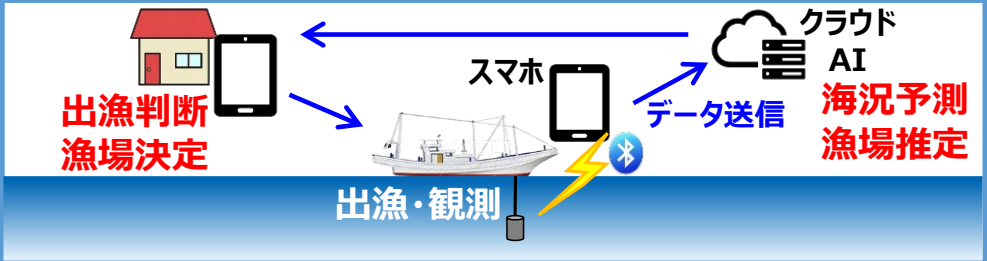 クラウド
AI
スマホ
データ送信
海況予測
漁場推定
出漁判断
漁場決定
出漁・観測